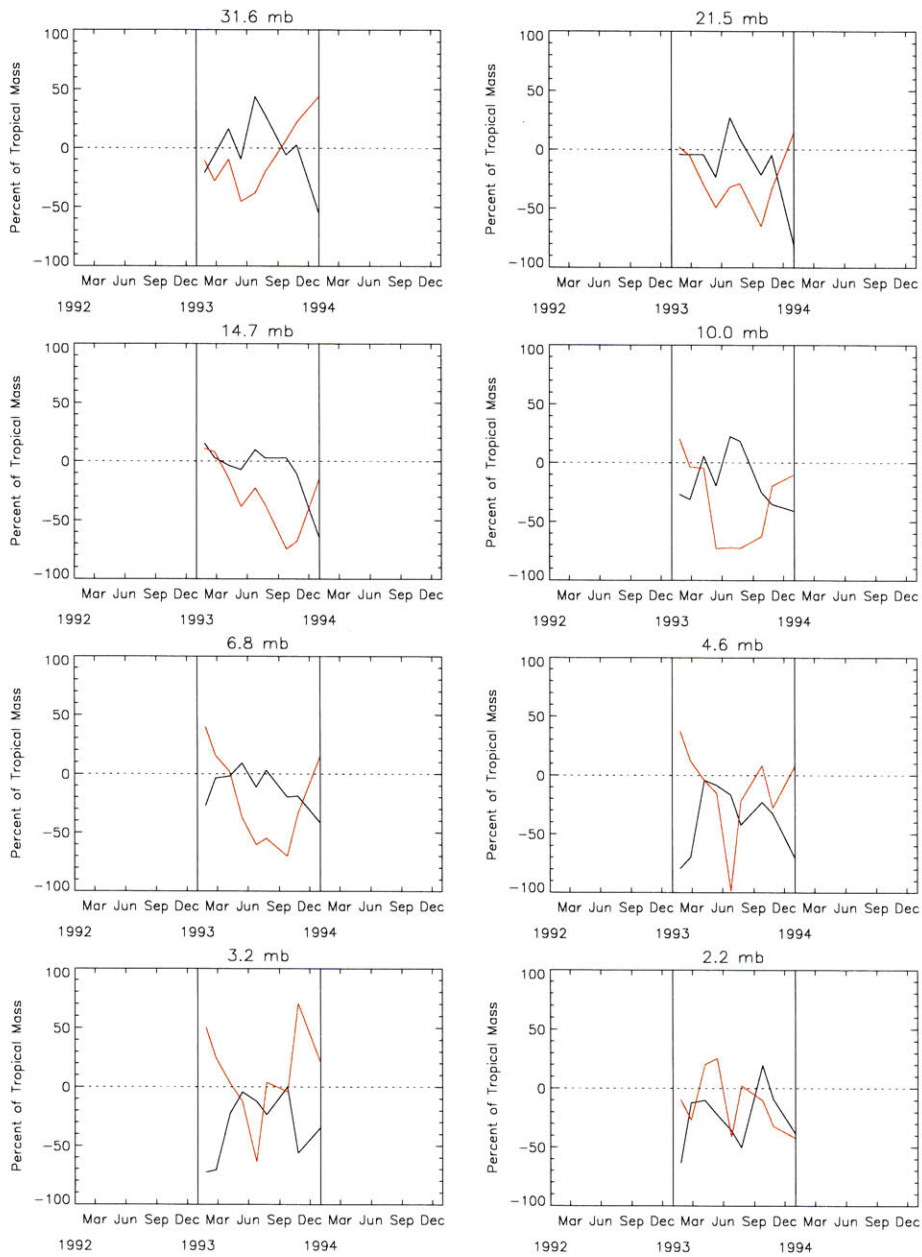 31.6 mb
100
50
0
−50
−100
Percent of Tropical Mass
Mar Jun Sep Dec Mar Jun Sep Dec Mar Jun Sep Dec
1992 1993 1994
21.5 mb
100
50
0
−50
−100
Percent of Tropical Mass
Mar Jun Sep Dec Mar Jun Sep Dec Mar Jun Sep Dec
1992 1993 1994
14.7 mb
100
50
0
−50
−100
Percent of Tropical Mass
Mar Jun Sep Dec Mar Jun Sep Dec Mar Jun Sep Dec
1992 1993 1994
10.0 mb
100
50
0
−50
−100
Percent of Tropical Mass
Mar Jun Sep Dec Mar Jun Sep Dec Mar Jun Sep Dec
1992 1993 1994
6.8 mb
100
50
0
−50
−100
Percent of Tropical Mass
Mar Jun Sep Dec Mar Jun Sep Dec Mar Jun Sep Dec
1992 1993 1994
4.6 mb
100
50
0
−50
−100
Percent of Tropical Mass
Mar Jun Sep Dec Mar Jun Sep Dec Mar Jun Sep Dec
1992 1993 1994
3.2 mb
100
50
0
−50
−100
Percent of Tropical Mass
Mar Jun Sep Dec Mar Jun Sep Dec Mar Jun Sep Dec
1992 1993 1994
2.2 mb
100
50
0
−50
−100
Percent of Tropical Mass
Mar Jun Sep Dec Mar Jun Sep Dec Mar Jun Sep Dec
1992 1993 1994